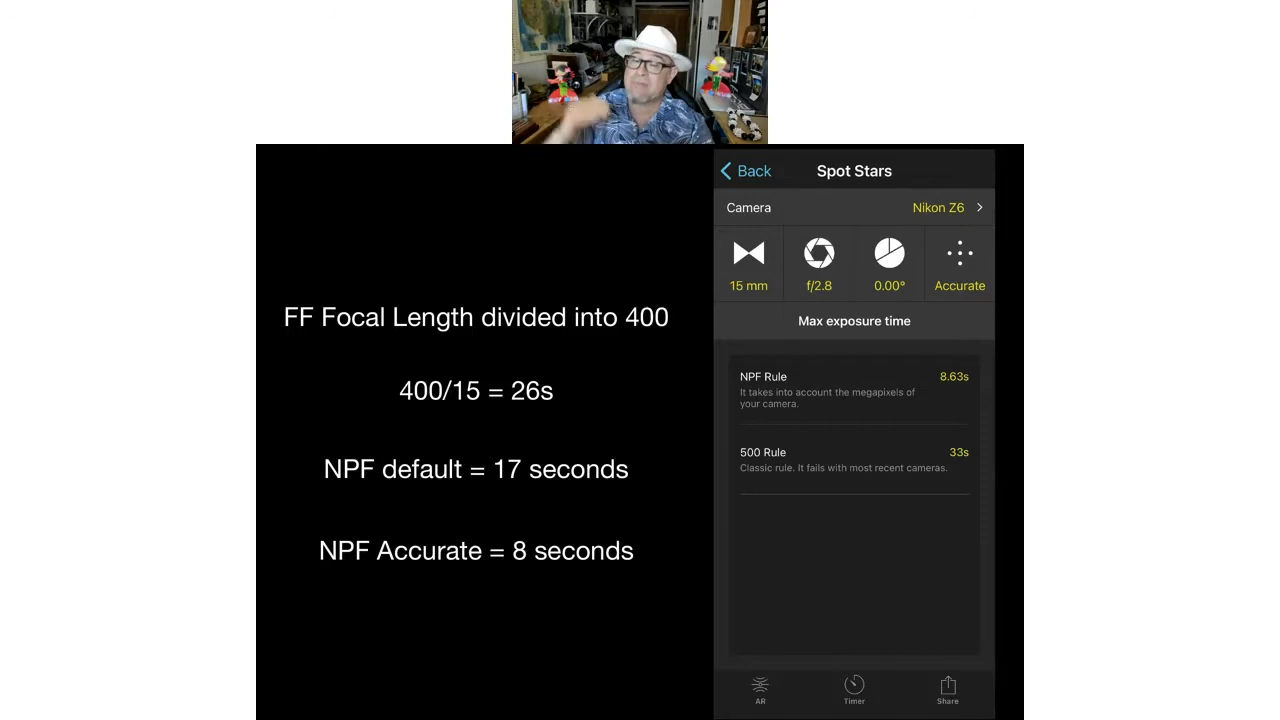 FF Focal Length divided into 400
400/15 = 26s
NPF default = 17 seconds
NPF Accurate = 8 seconds
Back Spot Stars
Camera Nikon Z6
15 mm f/2.8 0.00° Accurate
Max exposure time
NPF Rule 8.63s
It takes into account the megapixels of
your camera.
500 Rule 33s
Classic rule. It fails with most recent cameras.
AR Timer Share